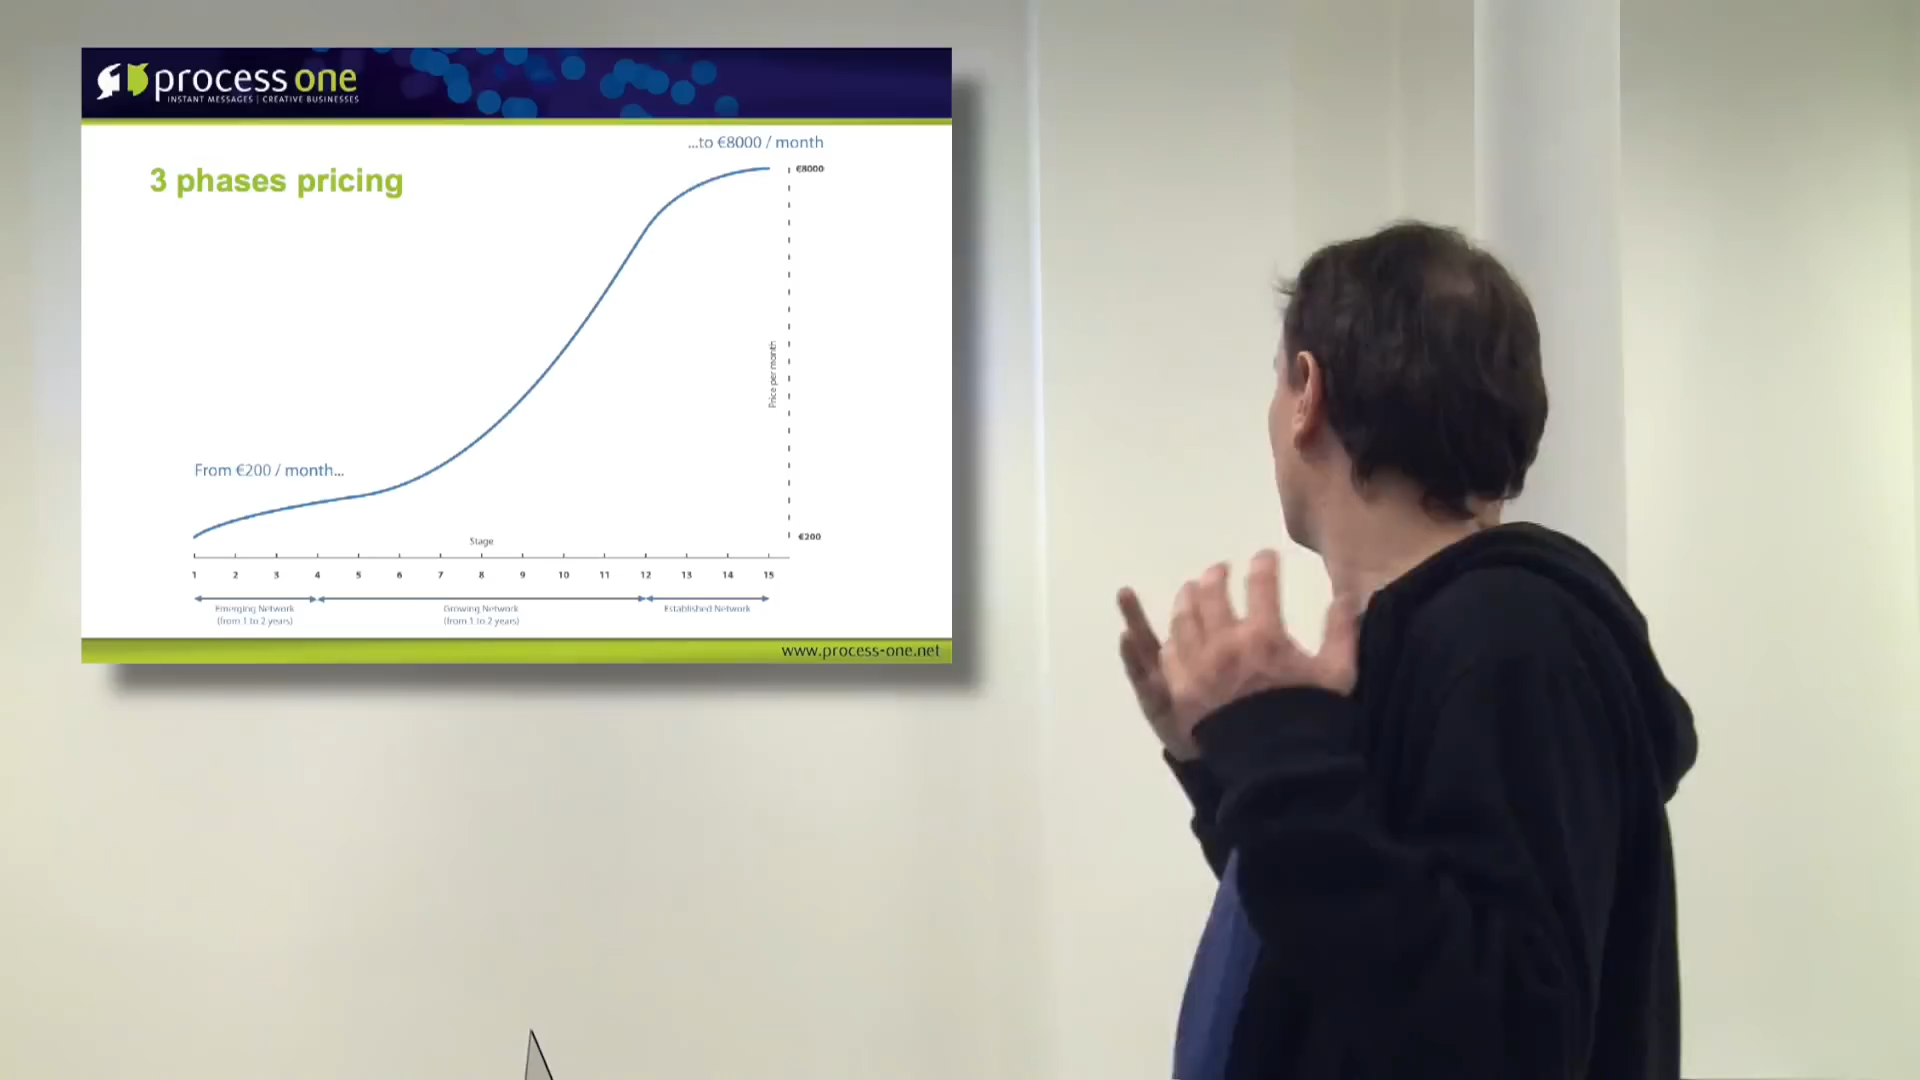 process one
INSTANT MESSAGES | CREATIVE BUSINESSES
3 phases pricing
...to €8000 / month
€8000
Price per month
From €200 / month...
€200
Stage
1 2 3 4 5 6 7 8 9 10 11 12 13 14 15
Emerging Network Growing Network Established Network
(from 1 to 2 years) (from 1 to 2 years)
www.process-one.net